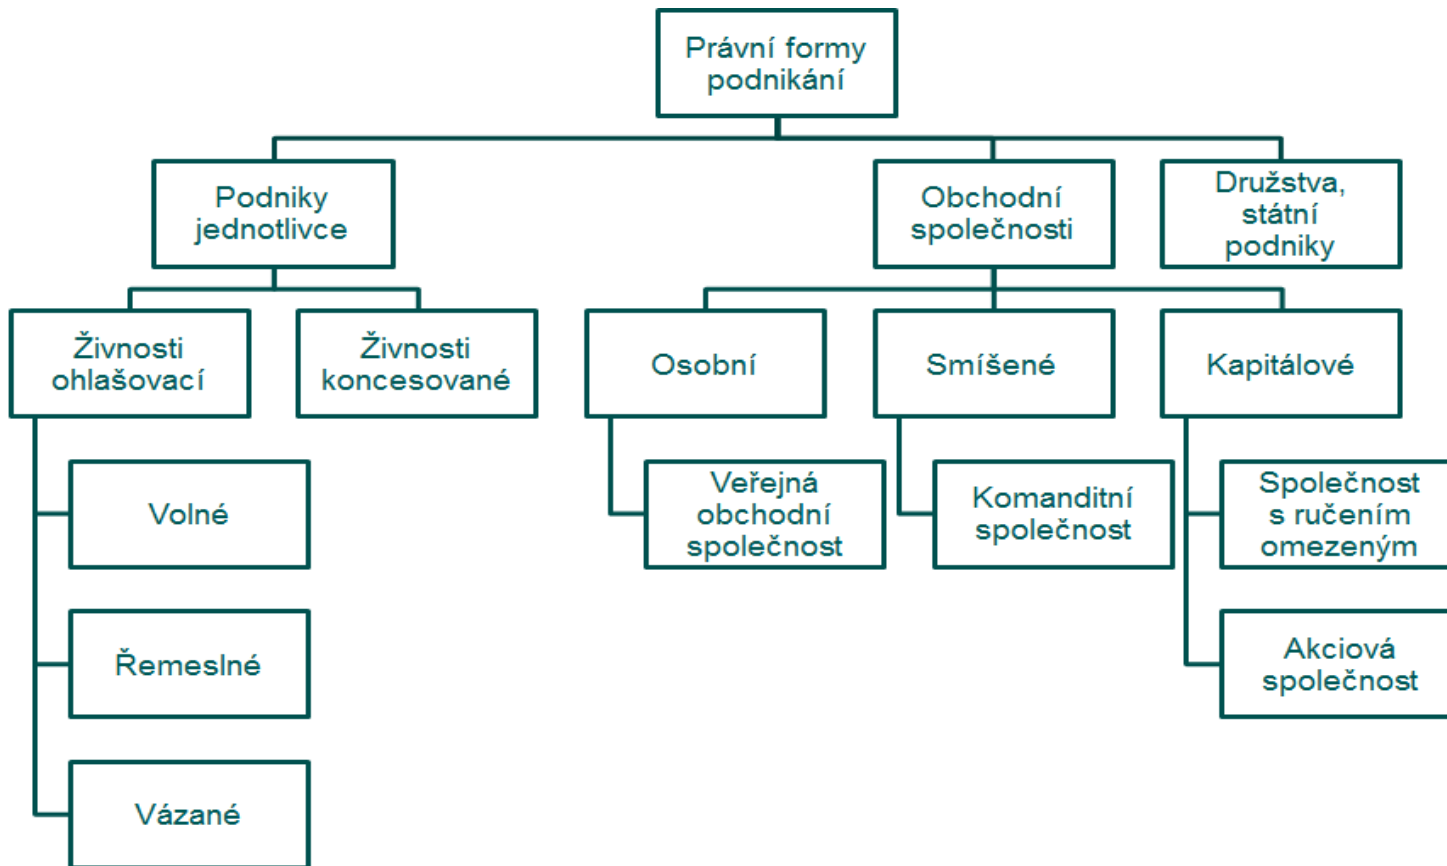 Právní formy
podnikání
Podniky
jednotlivce
Obchodní
společnosti
Družstva,
státní
podniky
Živnosti
ohlašovací
Živnosti
koncesované
Osobní
Smíšené
Kapitálové
Volné
Veřejná
obchodní
společnost
Komanditní
společnost
Společnost
s ručením
omezeným
Řemeslné
Akciová
společnost
Vázané